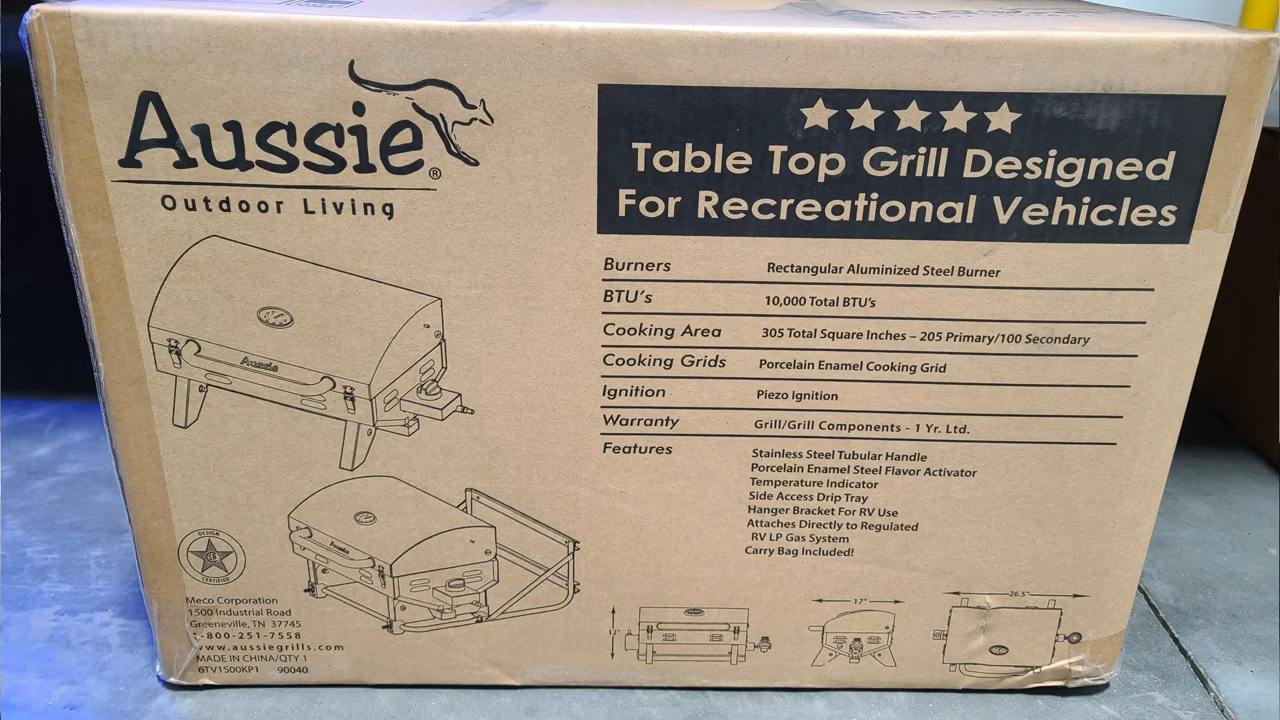 Aussie®
Outdoor Living
Table Top Grill Designed
For Recreational Vehicles
Burners Rectangular Aluminized Steel Burner
BTU's 10,000 Total BTU's
Cooking Area 305 Total Square Inches – 205 Primary/100 Secondary
Cooking Grids Porcelain Enamel Cooking Grid
Ignition Piezo Ignition
Warranty Grill/Grill Components - 1 Yr. Ltd.
Features Stainless Steel Tubular Handle
Porcelain Enamel Steel Flavor Activator
Temperature Indicator
Side Access Drip Tray
Hanger Bracket For RV Use
Attaches Directly to Regulated
RV LP Gas System
Carry Bag Included!
Aussie
Aussie
DESIGN
CERTIFIED
Meco Corporation
1500 Industrial Road
Greeneville, TN 37745
1-800-251-7558
www.aussiegrills.com
MADE IN CHINA/QTY 1
6TV1S00KP1 90040
12"
17"
26.5"